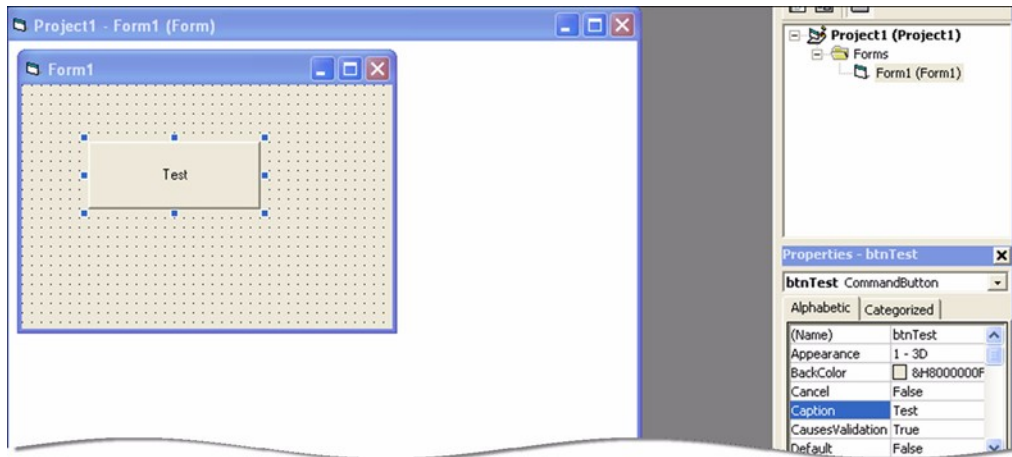 Project1 - Form1 (Form)
Form1
Test
Project1 (Project1)
Forms
Form1 (Form1)
Properties - btnTest
btnTest CommandButton
Alphabetic Categorized
(Name) btnTest
Appearance 1 - 3D
BackColor &H8000000F
Cancel False
Caption Test
CausesValidation True
Default False